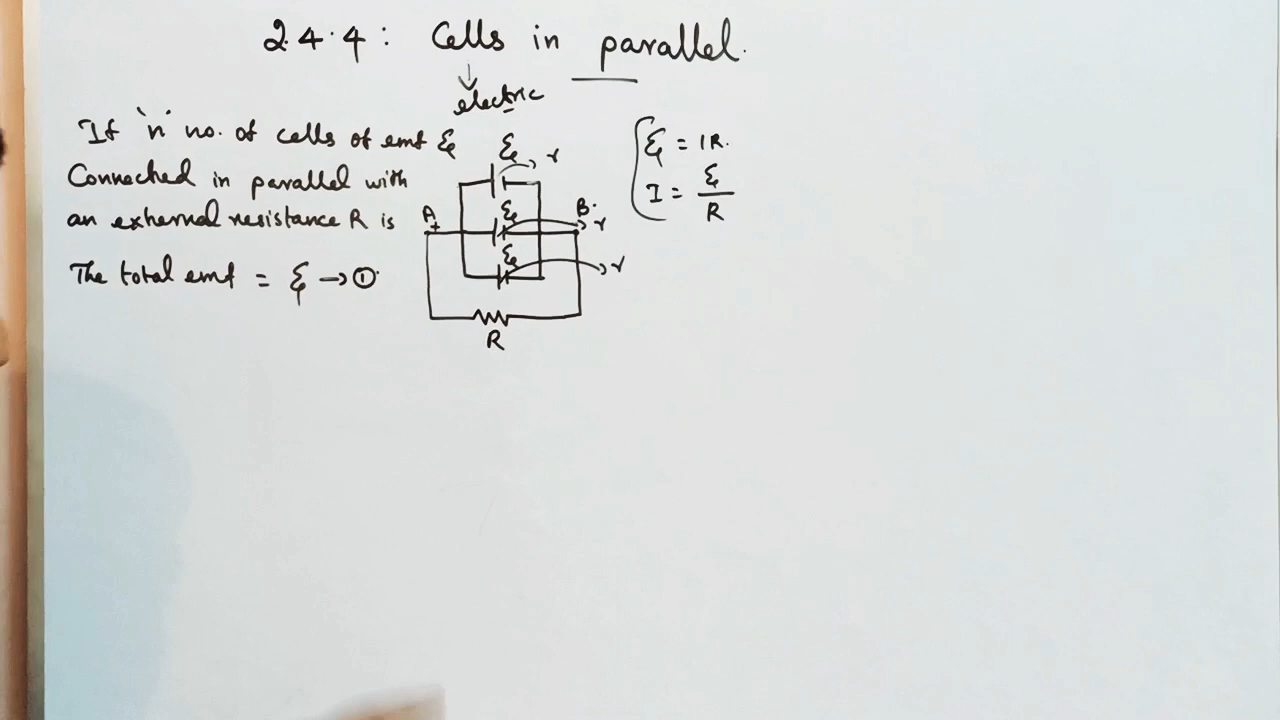 2.4.4: Cells in parallel.
electric
If 'n' no. of cells of emf ξ
Connected in parallel with
an external resistance R is
The total emf = ξ → ①
ξ r
A + ξ B. r
ξ r
R
ξ = IR.
I = ξ/R